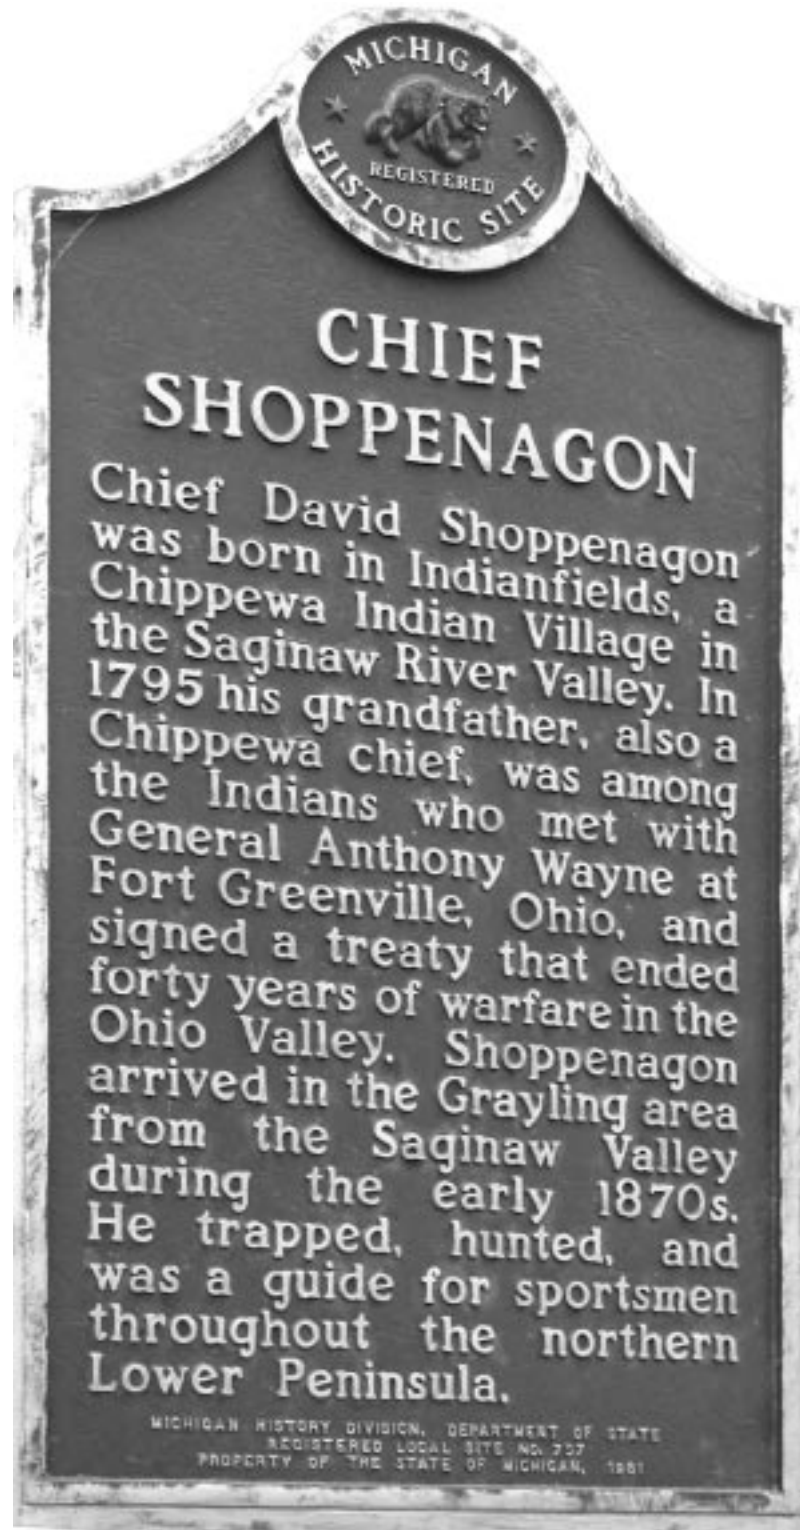 MICHIGAN
REGISTERED
HISTORIC SITE
CHIEF
SHOPPENAGON
Chief David Shoppenagon
was born in Indianfields, a
Chippewa Indian Village in
the Saginaw River Valley. In
1795 his grandfather, also a
Chippewa chief, was among
the Indians who met with
General Anthony Wayne at
Fort Greenville, Ohio, and
signed a treaty that ended
forty years of warfare in the
Ohio Valley. Shoppenagon
arrived in the Grayling area
from the Saginaw Valley
during the early 1870s.
He trapped, hunted, and
was a guide for sportsmen
throughout the northern
Lower Peninsula.
MICHIGAN HISTORY DIVISION, DEPARTMENT OF STATE
REGISTERED LOCAL SITE NO.
PROPERTY OF THE STATE OF MICHIGAN, 1981